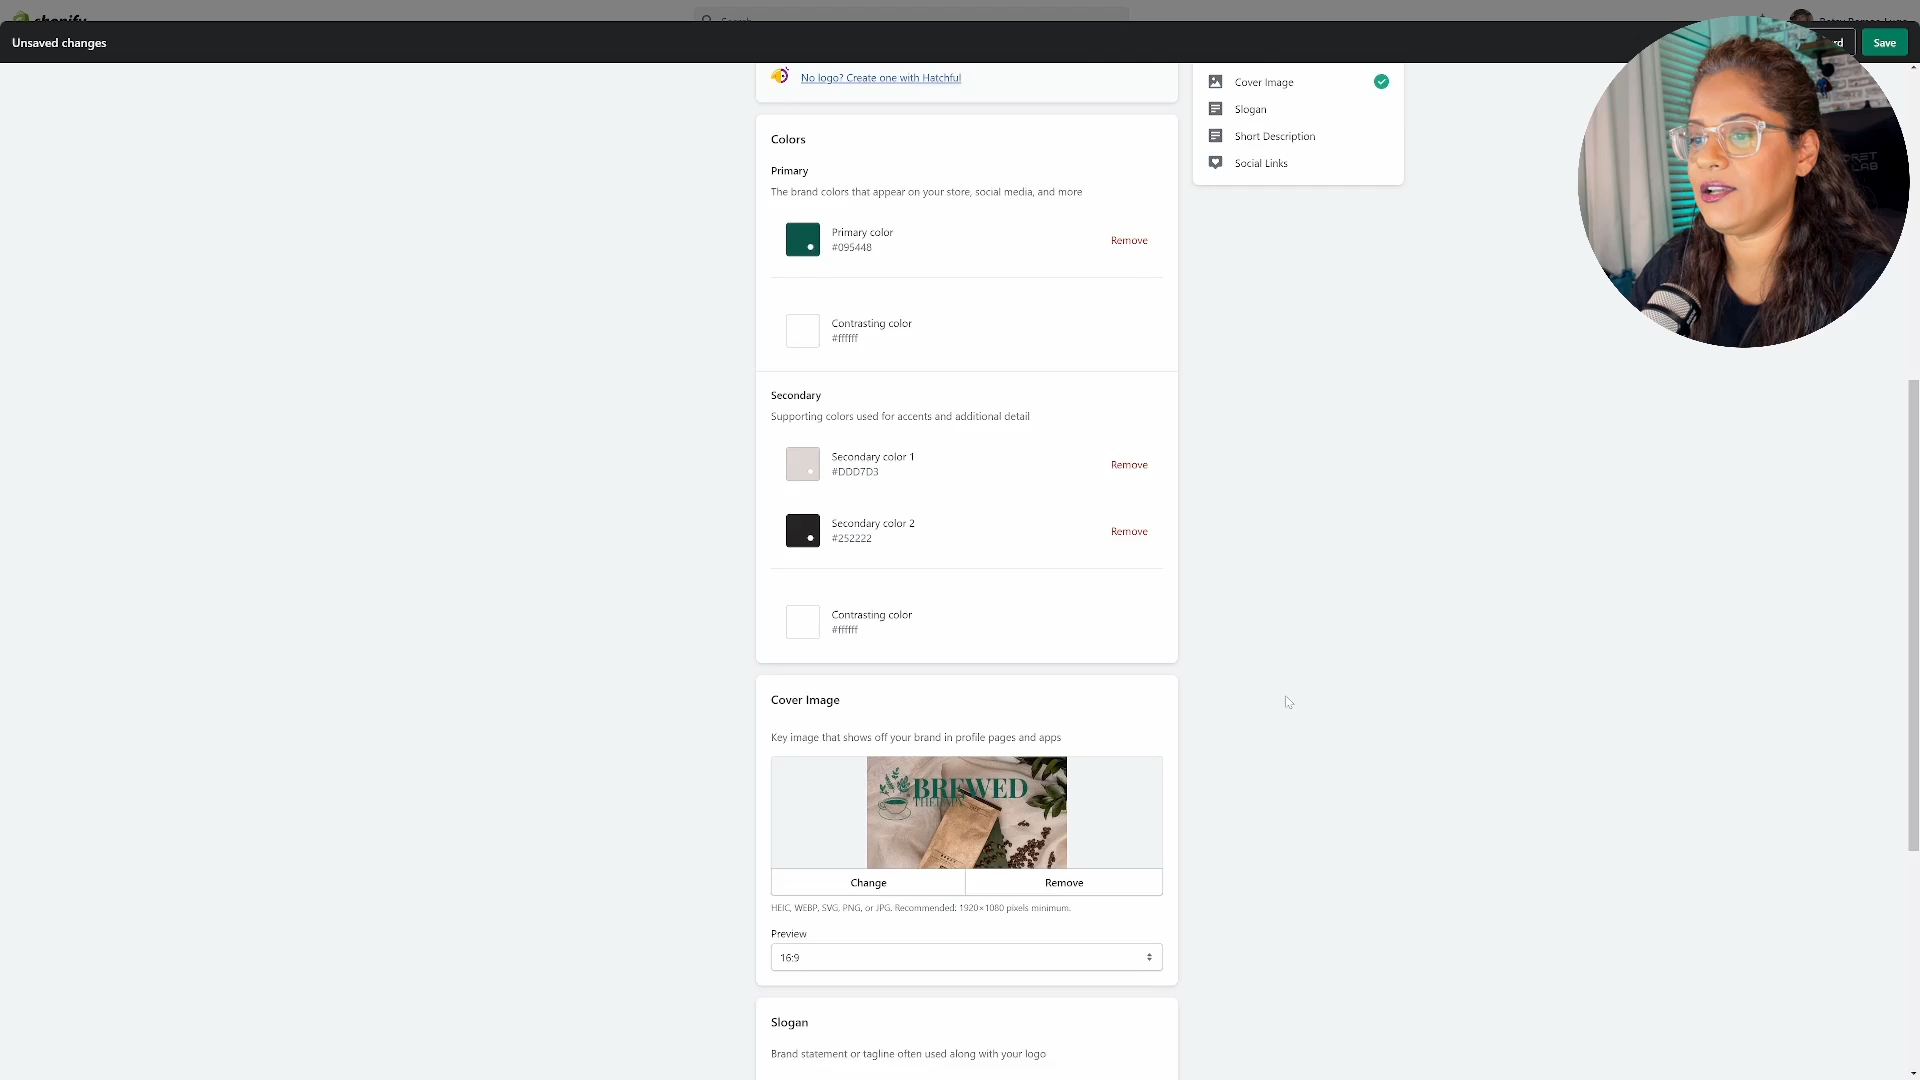 shopify
Search
Unsaved changes
Save
No logo? Create one with Hatchful
Cover Image
Slogan
Short Description
Social Links
Colors
Primary
The brand colors that appear on your store, social media, and more
Primary color
#095448
Remove
Contrasting color
#ffffff
Secondary
Supporting colors used for accents and additional detail
Secondary color 1
#DDD7D3
Remove
Secondary color 2
#252222
Remove
Contrasting color
#ffffff
Cover Image
Key image that shows off your brand in profile pages and apps
BREWED
THERAPY
Change
Remove
HEIC, WEBP, SVG, PNG, or JPG. Recommended: 1920×1080 pixels minimum.
Preview
16:9
Slogan
Brand statement or tagline often used along with your logo